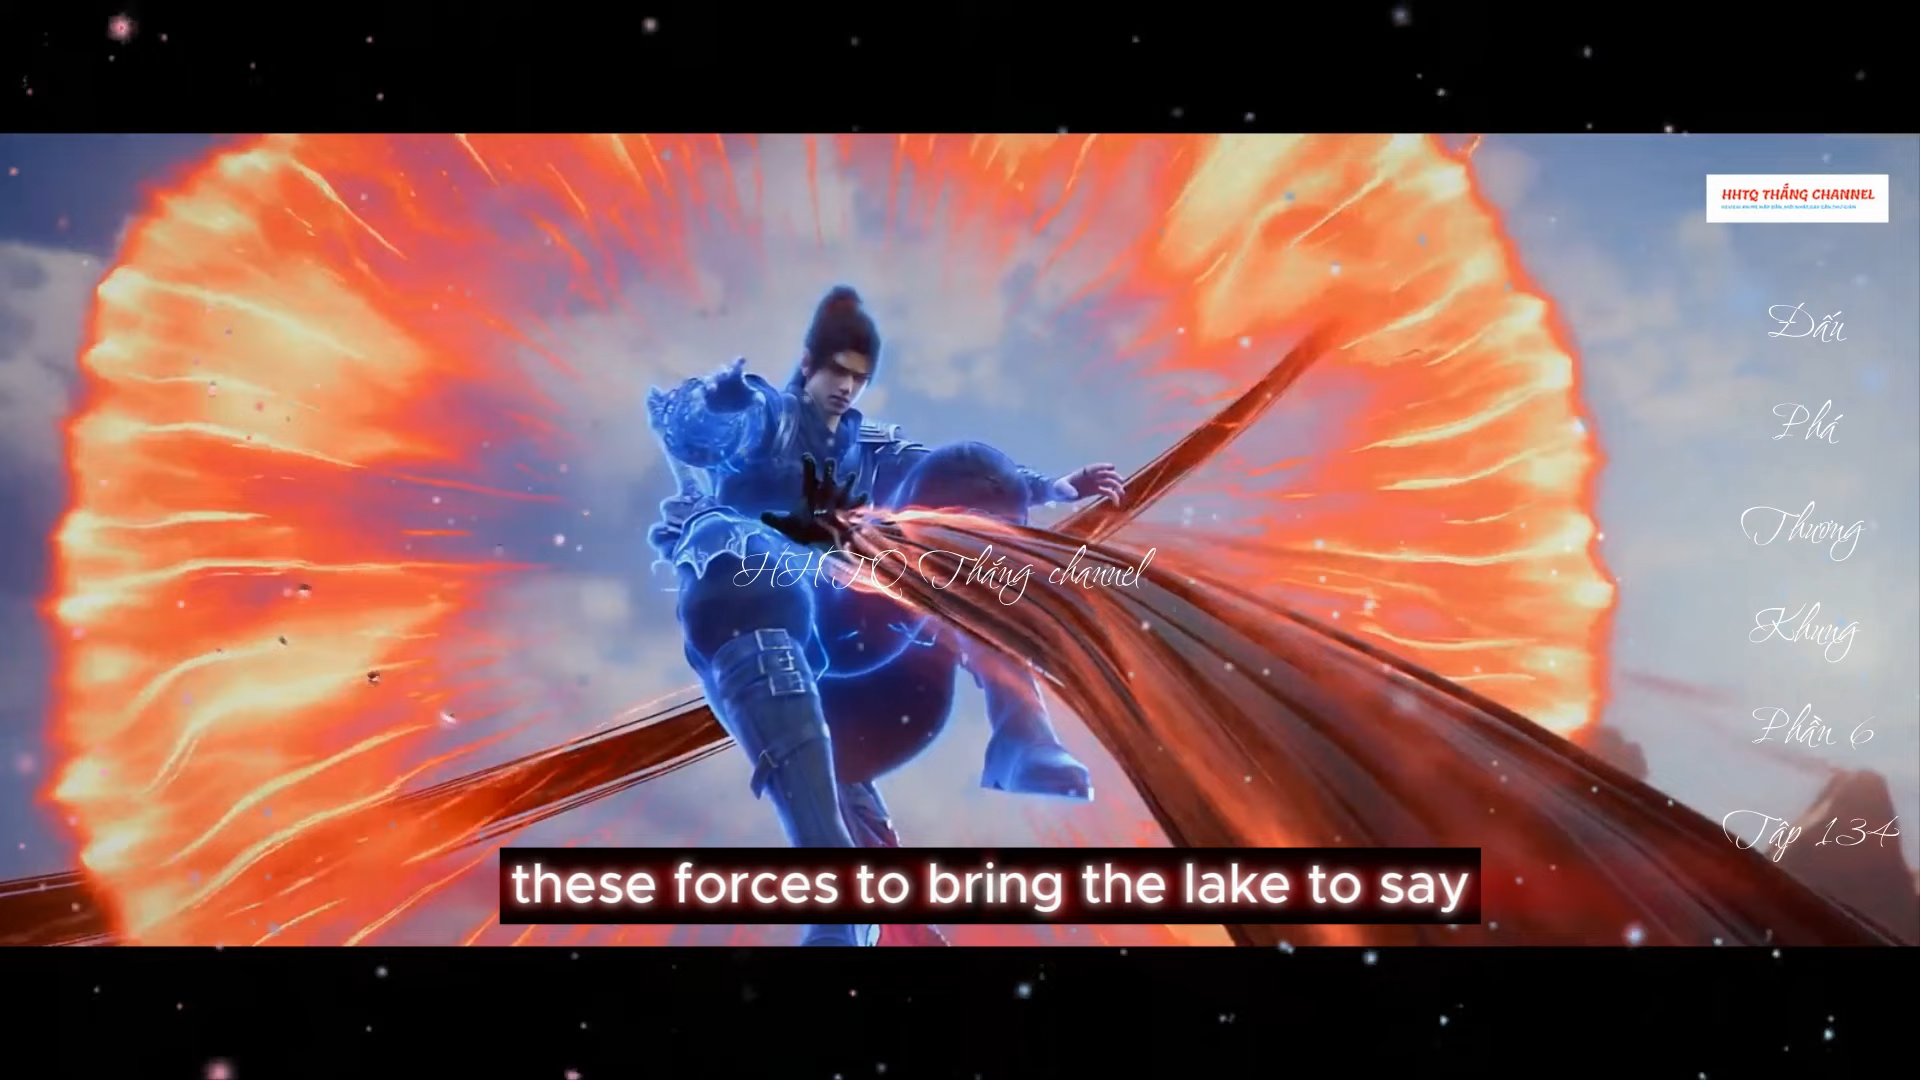 HHTQ THẮNG CHANNEL
Đấu
Phá
Thương
Khung
Phần 6
Tập 134
HHTQ Thắng channel
these forces to bring the lake to say